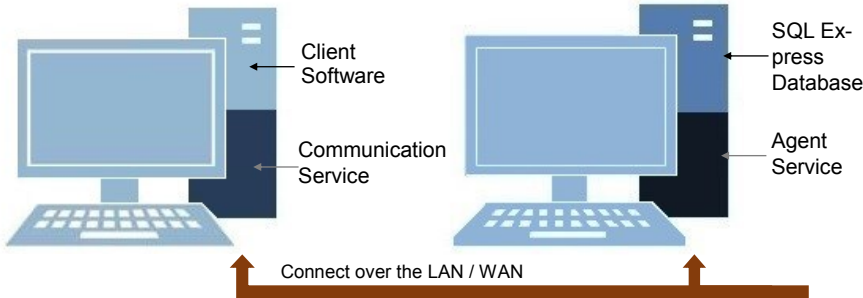 Client
Software
Communication
Service
SQL Ex-
press
Database
Agent
Service
Connect over the LAN / WAN